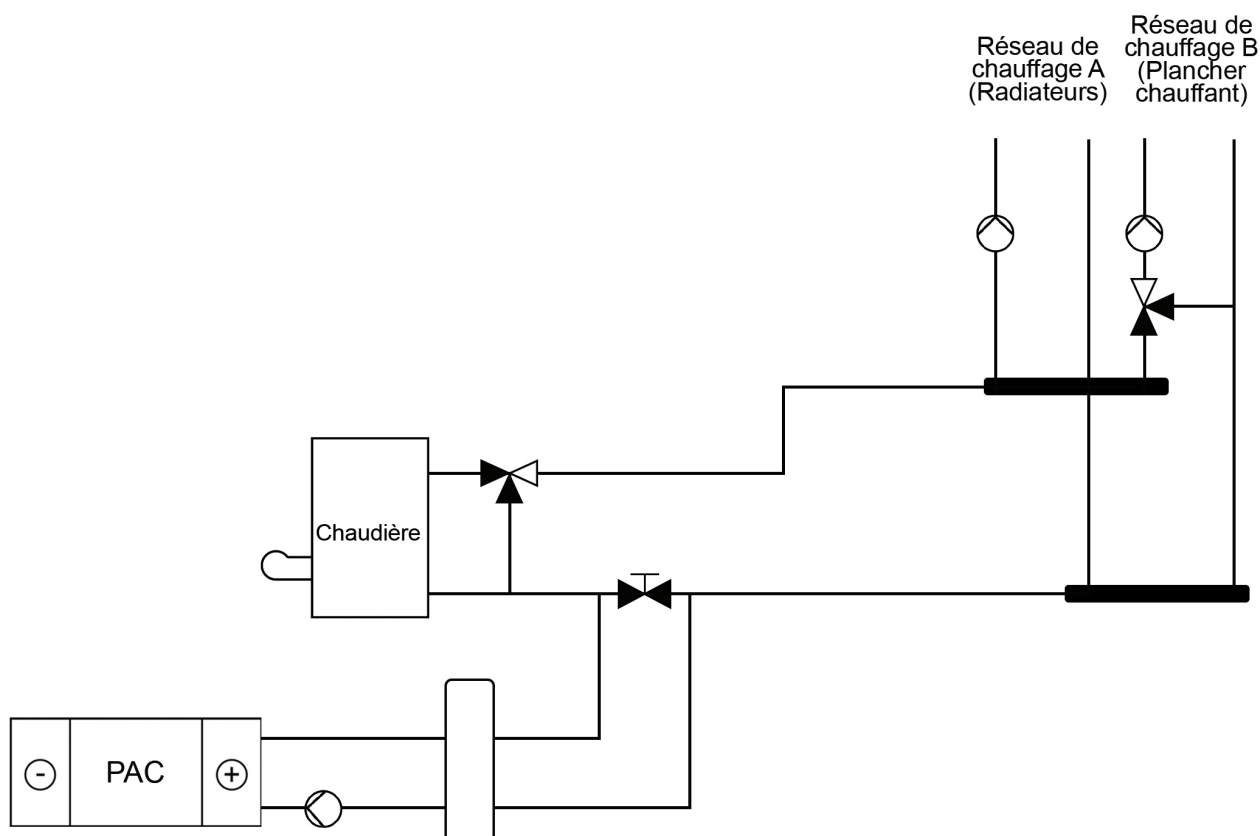 Réseau de
chauffage A
(Radiateurs)
Réseau de
chauffage B
(Plancher
chauffant)
Chaudière
-
PAC
+